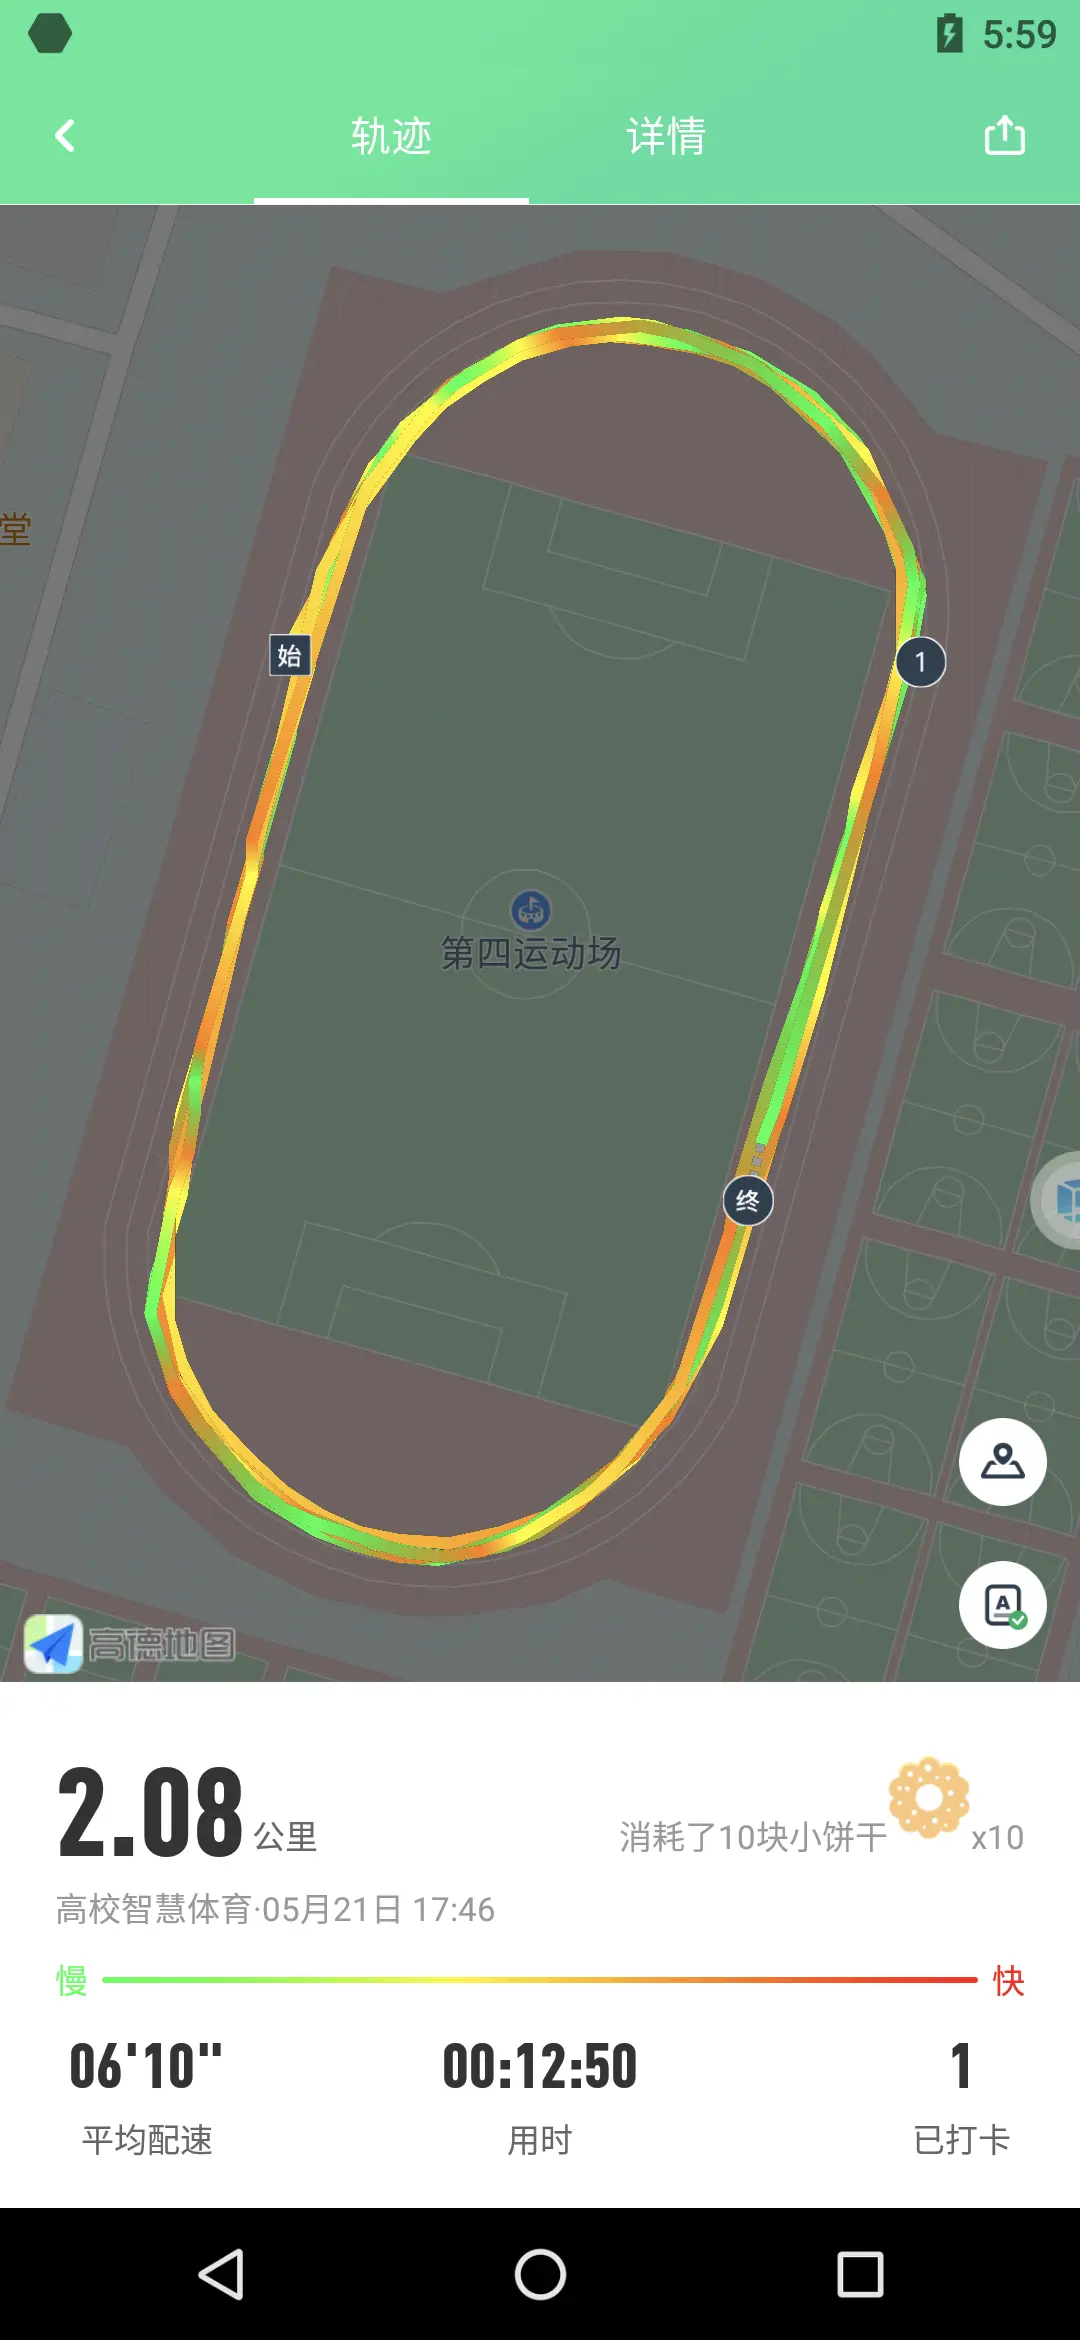 5:59
轨迹 详情
堂
始
1
第四运动场
终
A
高德地图
2.08 公里
消耗了10块小饼干 x10
高校智慧体育·05月21日 17:46
慢 快
06'10" 00:12:50 1
平均配速 用时 已打卡